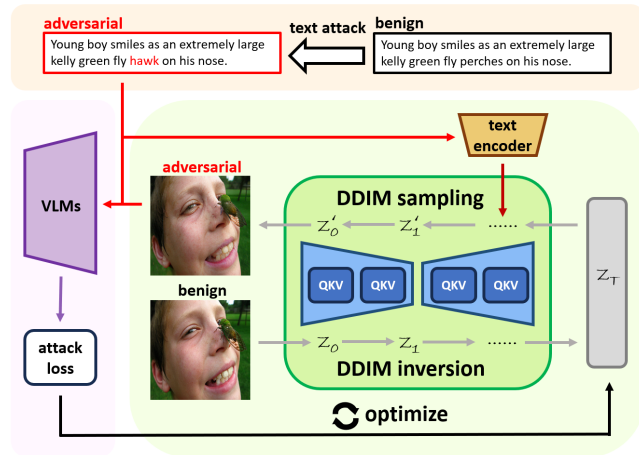 adversarial
benign
text attack
Young boy smiles as an extremely large
kelly green fly hawk on his nose.
Young boy smiles as an extremely large
kelly green fly perches on his nose.
text
encoder
VLMs
adversarial
DDIM sampling
Z'0 Z'1 ......
QKV QKV QKV QKV
ZT
benign
Z0 Z1 ......
DDIM inversion
attack
loss
optimize